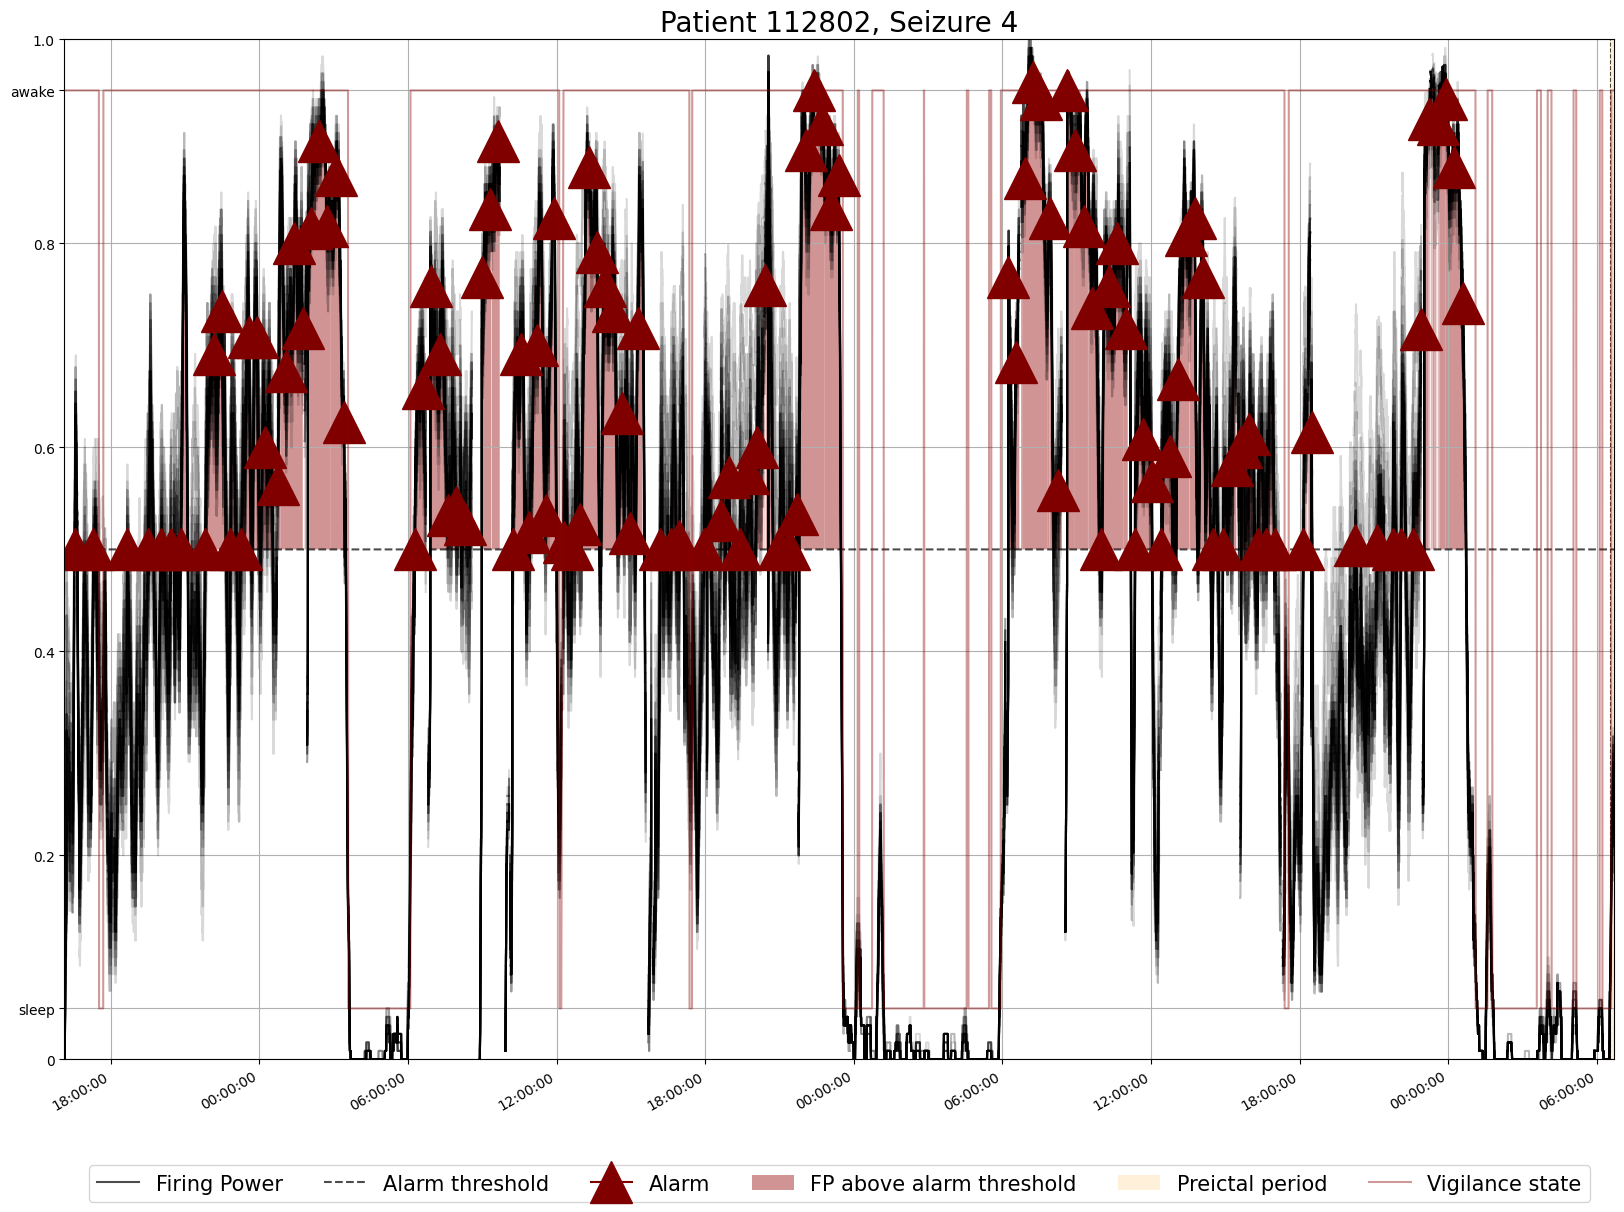 Patient 112802, Seizure 4
1.0
awake
0.8
0.6
0.4
0.2
sleep
0
18:00:00 00:00:00 06:00:00 12:00:00 18:00:00 00:00:00 06:00:00 12:00:00 18:00:00 00:00:00 06:00:00
Firing Power Alarm threshold Alarm FP above alarm threshold Preictal period Vigilance state